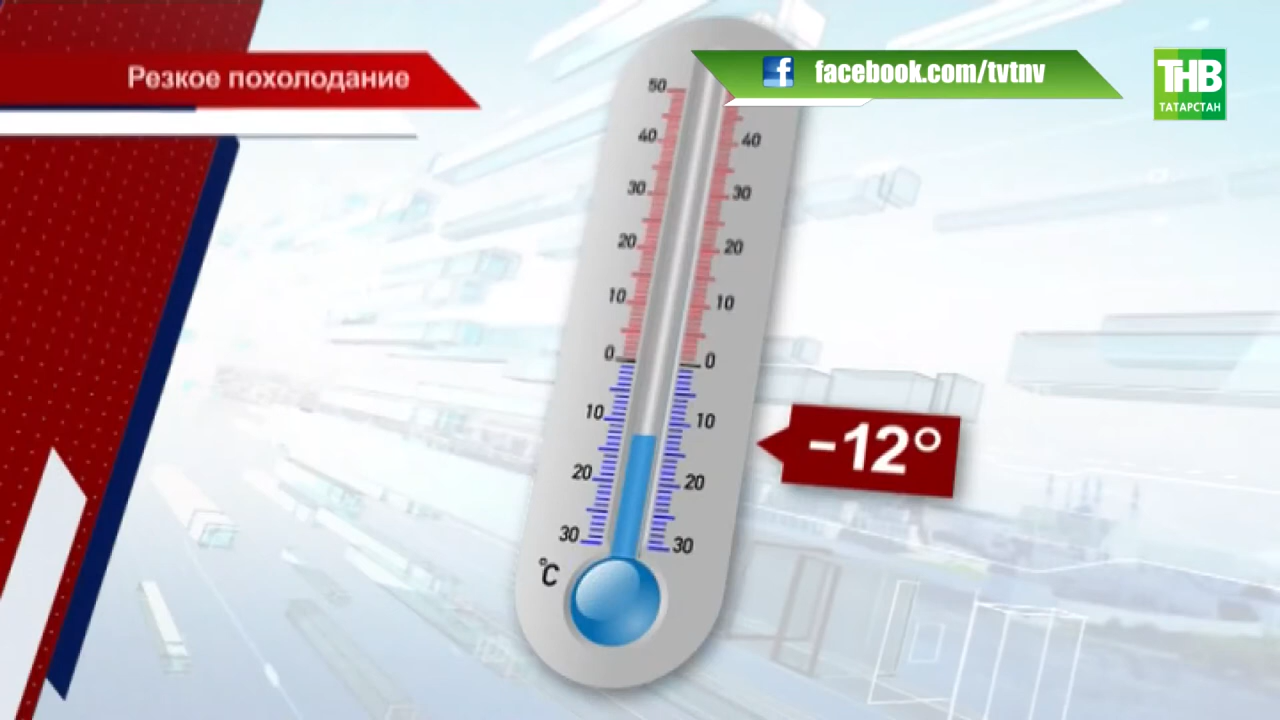 Резкое похолодание
facebook.com/tvtnv
ТНВ
ТАТАРСТАН
50
40 40
30 30
20 20
10 10
0 0
10 10
-12°
20 20
30 30
°C